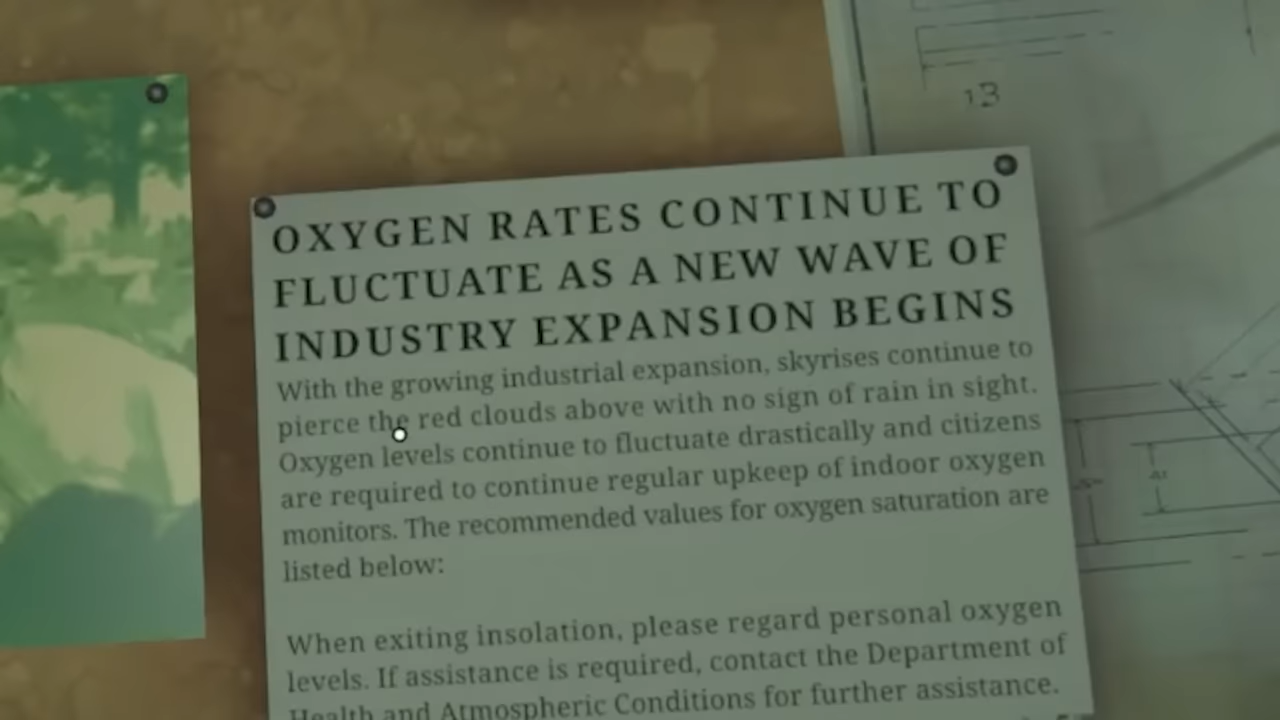 13
OXYGEN RATES CONTINUE TO
FLUCTUATE AS A NEW WAVE OF
INDUSTRY EXPANSION BEGINS
With the growing industrial expansion, skyrises continue to
pierce the red clouds above with no sign of rain in sight.
Oxygen levels continue to fluctuate drastically and citizens
are required to continue regular upkeep of indoor oxygen
monitors. The recommended values for oxygen saturation are
listed below:
When exiting insolation, please regard personal oxygen
levels. If assistance is required, contact the Department of
Health and Atmospheric Conditions for further assistance.